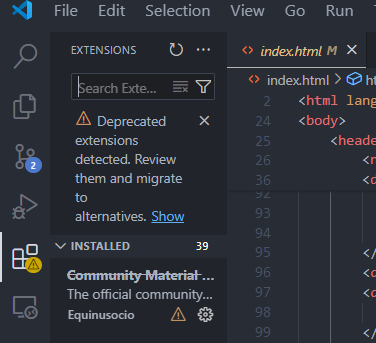 File Edit Selection View Go Run T
EXTENSIONS
Search Exte...
Deprecated
extensions
detected. Review
them and migrate
to
alternatives. Show
INSTALLED 39
Community Material ...
The official community...
Equinusocio
2
index.html M
index.html > ht
2 <html lang
24 <body>
25 <heade
26 <n
36 <d
92
93
94
95 </
96 <d
97 <d
98
99 </